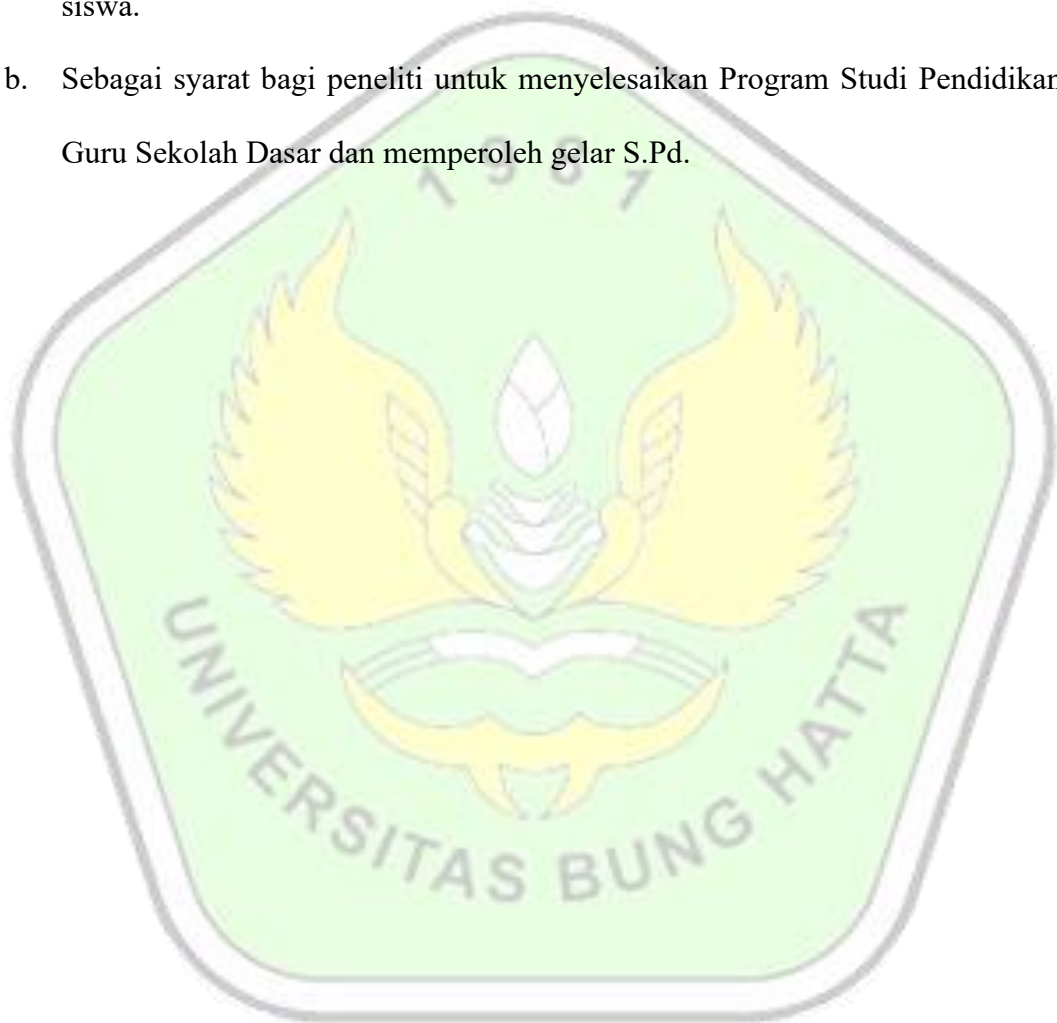 siswa.
b. Sebagai syarat bagi peneliti untuk menyelesaikan Program Studi Pendidikan
Guru Sekolah Dasar dan memperoleh gelar S.Pd.
1981
UNIVERSITAS BUNG HATTA